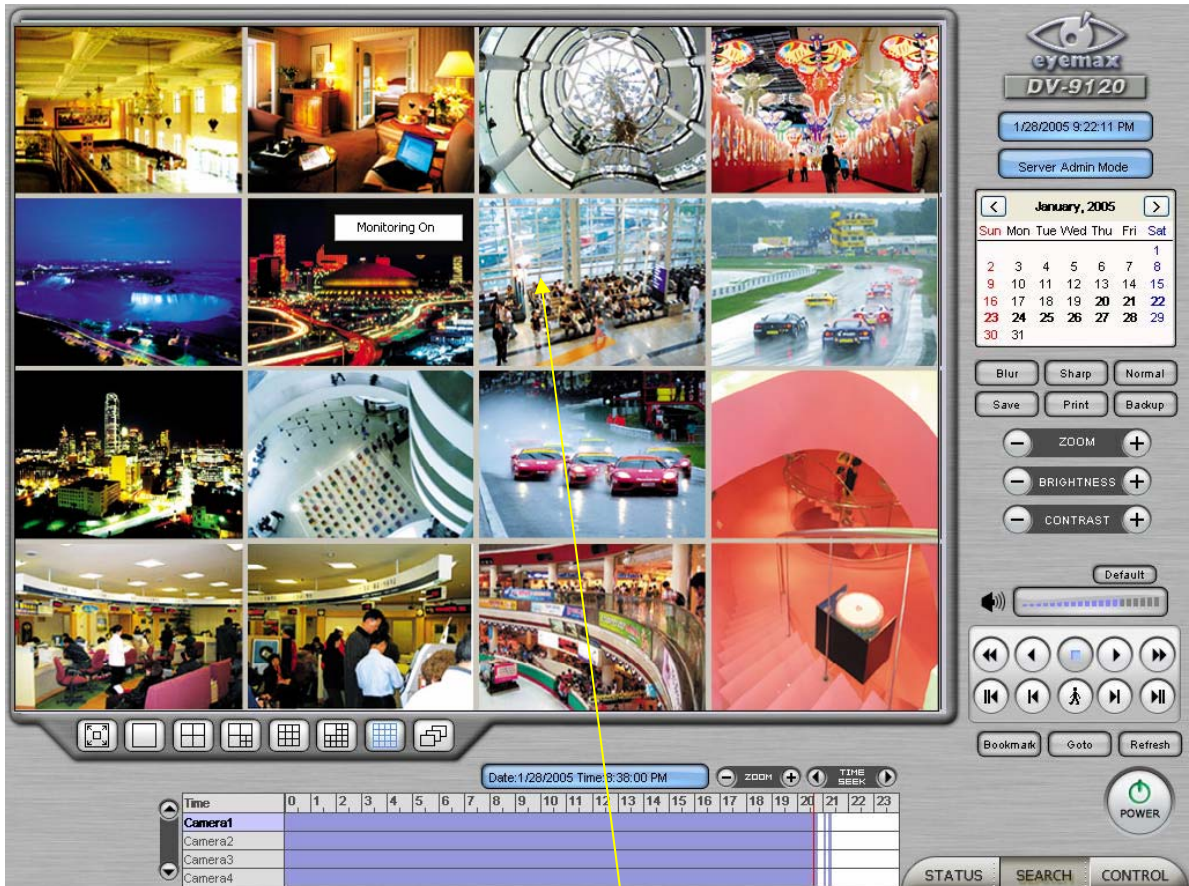 eyemax
DV-9120
1/28/2005 9:22:11 PM
Server Admin Mode
January, 2005
Sun Mon Tue Wed Thu Fri Sat
1
2 3 4 5 6 7 8
9 10 11 12 13 14 15
16 17 18 19 20 21 22
23 24 25 26 27 28 29
30 31
Monitoring On
Blur Sharp Normal
Save Print Backup
ZOOM
BRIGHTNESS
CONTRAST
Default
Bookmark Goto Refresh
Date:1/28/2005 Time:8:38:00 PM
ZOOM
TIME
SEEK
POWER
Time 0 1 2 3 4 5 6 7 8 9 10 11 12 13 14 15 16 17 18 19 20 21 22 23
Camera1
Camera2
Camera3
Camera4
STATUS SEARCH CONTROL